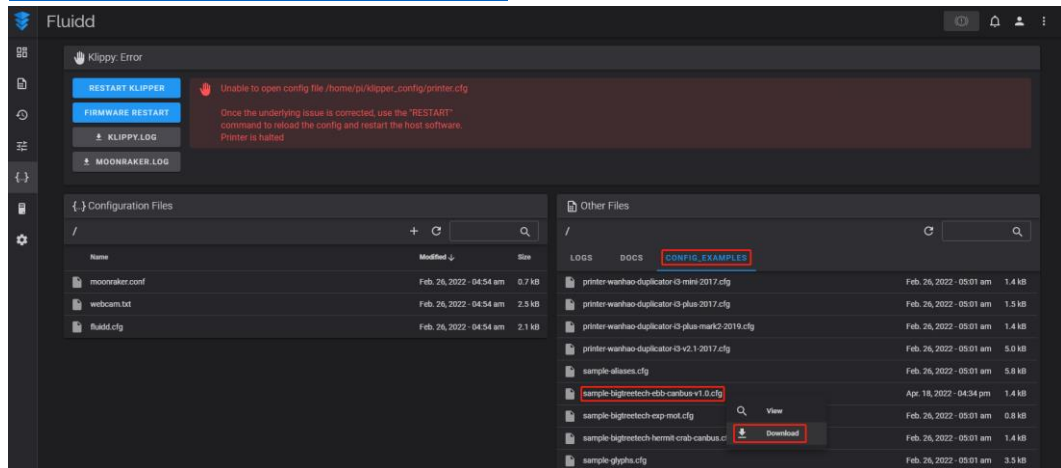 Fluidd
Klippy: Error
RESTART KLIPPER
FIRMWARE RESTART
KLIPPY.LOG
MOONRAKER.LOG
Unable to open config file /home/pi/klipper_config/printer.cfg
Once the underlying issue is corrected, use the "RESTART"
command to reload the config and restart the host software.
Printer is halted
{..} Configuration Files
/
Name Modified Size
moonraker.conf Feb. 26, 2022 - 04:54 am 0.7 kB
webcam.txt Feb. 26, 2022 - 04:54 am 2.5 kB
fluidd.cfg Feb. 26, 2022 - 04:54 am 2.1 kB
Other Files
/
LOGS DOCS CONFIG_EXAMPLES
printer-wanhao-duplicator-i3-mini-2017.cfg Feb. 26, 2022 - 05:01 am 1.4 kB
printer-wanhao-duplicator-i3-plus-2017.cfg Feb. 26, 2022 - 05:01 am 1.5 kB
printer-wanhao-duplicator-i3-plus-mark2-2019.cfg Feb. 26, 2022 - 05:01 am 1.4 kB
printer-wanhao-duplicator-i3-v2.1-2017.cfg Feb. 26, 2022 - 05:01 am 5.0 kB
sample-aliases.cfg Feb. 26, 2022 - 05:01 am 5.8 kB
sample-bigtreetech-ebb-canbus-v1.0.cfg Apr. 18, 2022 - 04:34 pm 1.4 kB
View
sample-bigtreetech-exp-mot.cfg Feb. 26, 2022 - 05:01 am 0.8 kB
Download
sample-bigtreetech-hermit-crab-canbus.c Feb. 26, 2022 - 05:01 am 1.4 kB
sample-glyphs.cfg Feb. 26, 2022 - 05:01 am 3.5 kB